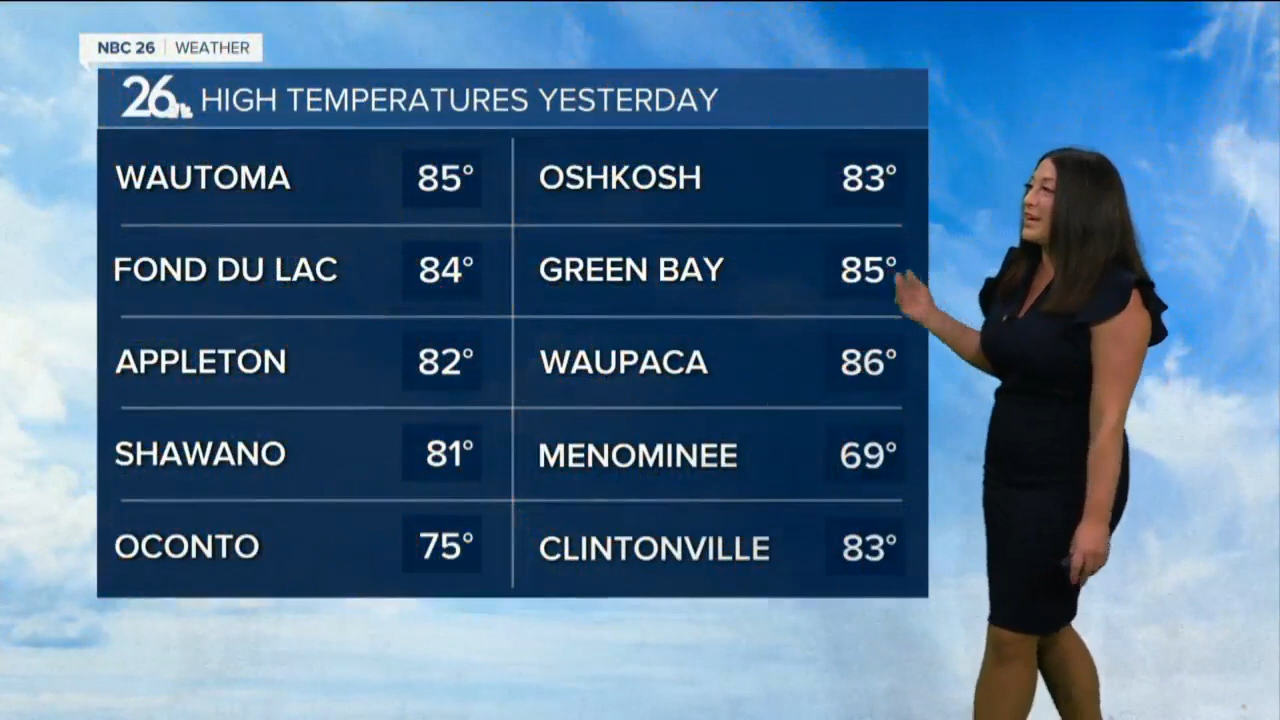 NBC 26 | WEATHER
26 HIGH TEMPERATURES YESTERDAY
WAUTOMA 85°
FOND DU LAC 84°
APPLETON 82°
SHAWANO 81°
OCONTO 75°
OSHKOSH 83°
GREEN BAY 85°
WAUPACA 86°
MENOMINEE 69°
CLINTONVILLE 83°